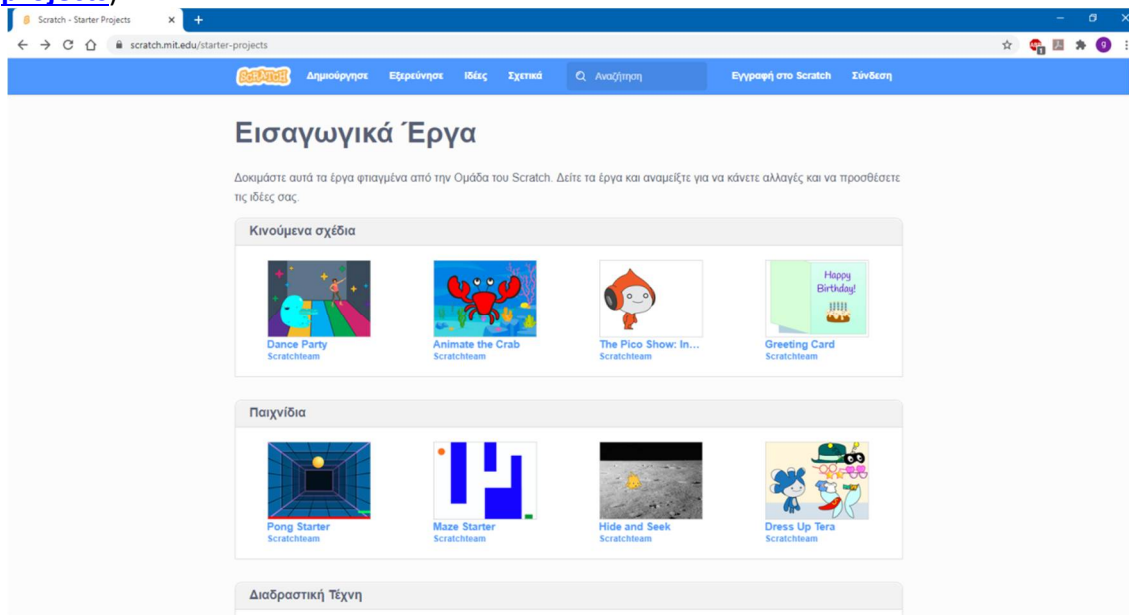 projects,
Scratch - Starter Projects
scratch.mit.edu/starter-projects
ABP
1
9
SCRATCH Δημιούργησε Εξερεύνησε Ιδέες Σχετικά Αναζήτηση Εγγραφή στο Scratch Σύνδεση
Εισαγωγικά Έργα
Δοκιμάστε αυτά τα έργα φτιαγμένα από την Ομάδα του Scratch. Δείτε τα έργα και αναμείξτε για να κάνετε αλλαγές και να προσθέσετε
τις ιδέες σας.
Κινούμενα σχέδια
Happy
Birthday!
Dance Party Animate the Crab The Pico Show: In... Greeting Card
Scratchteam Scratchteam Scratchteam Scratchteam
Παιχνίδια
Pong Starter Maze Starter Hide and Seek Dress Up Tera
Scratchteam Scratchteam Scratchteam Scratchteam
Διαδραστική Τέχνη